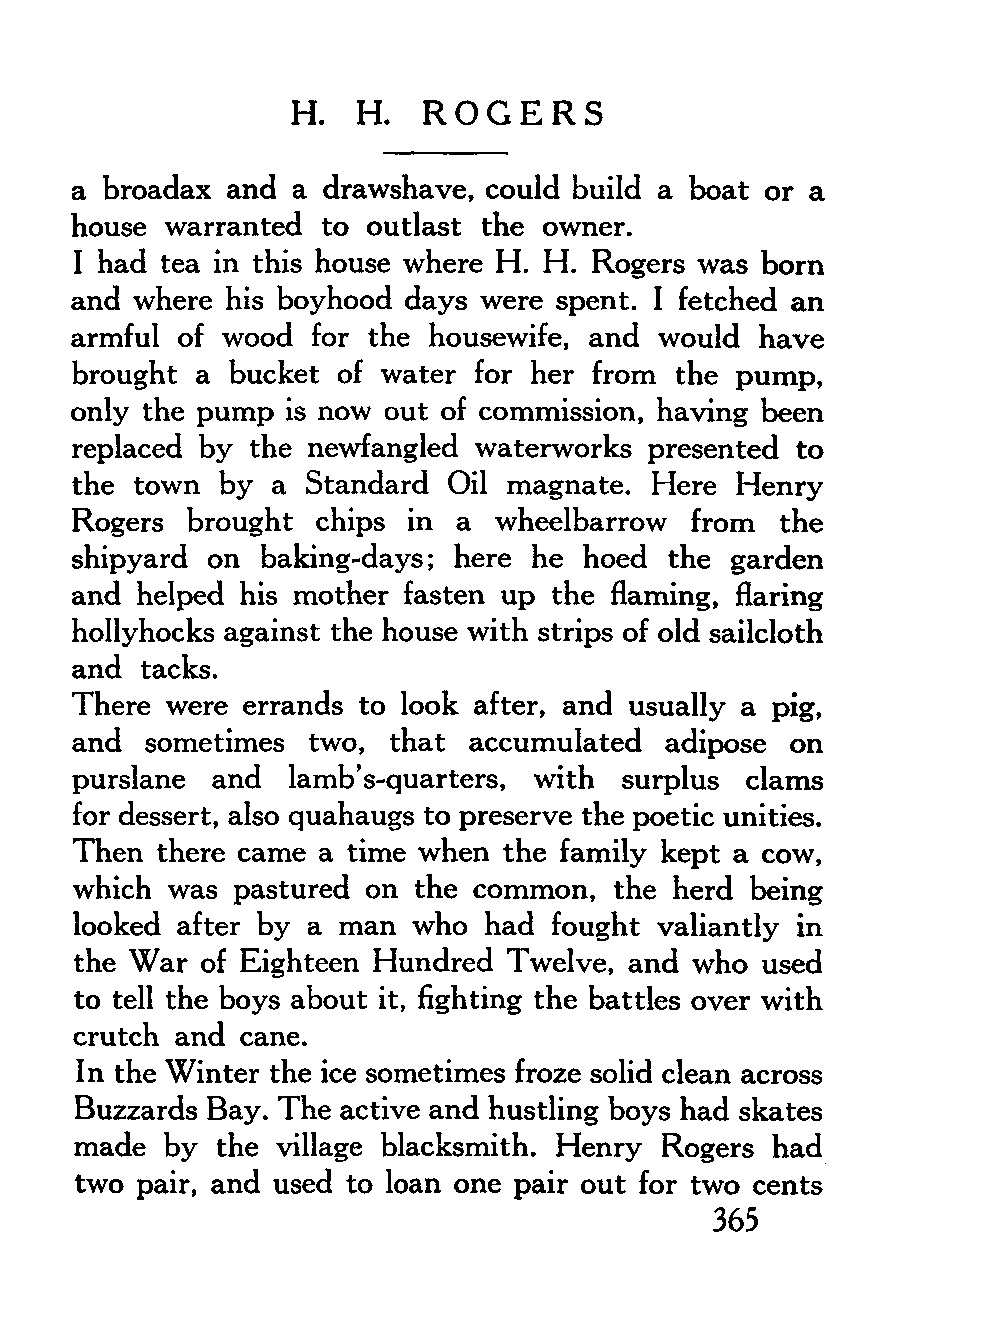 H. H. ROGERS
a broadax and a drawshave, could build a boat or a
house warranted to outlast the owner.
I had tea in this house where H. H. Rogers was born
and where his boyhood days were spent. I fetched an
armful of wood for the housewife, and would have
brought a bucket of water for her from the pump,
only the pump is now out of commission, having been
replaced by the newfangled waterworks presented to
the town by a Standard Oil magnate. Here Henry
Rogers brought chips in a wheelbarrow from the
shipyard on baking-days; here he hoed the garden
and helped his mother fasten up the flaming, flaring
hollyhocks against the house with strips of old sailcloth
and tacks.
There were errands to look after, and usually a pig,
and sometimes two, that accumulated adipose on
purslane and lamb's-quarters, with surplus clams
for dessert, also quahaugs to preserve the poetic unities.
Then there came a time when the family kept a cow,
which was pastured on the common, the herd being
looked after by a man who had fought valiantly in
the War of Eighteen Hundred Twelve, and who used
to tell the boys about it, fighting the battles over with
crutch and cane.
In the Winter the ice sometimes froze solid clean across
Buzzards Bay. The active and hustling boys had skates
made by the village blacksmith. Henry Rogers had
two pair, and used to loan one pair out for two cents
365